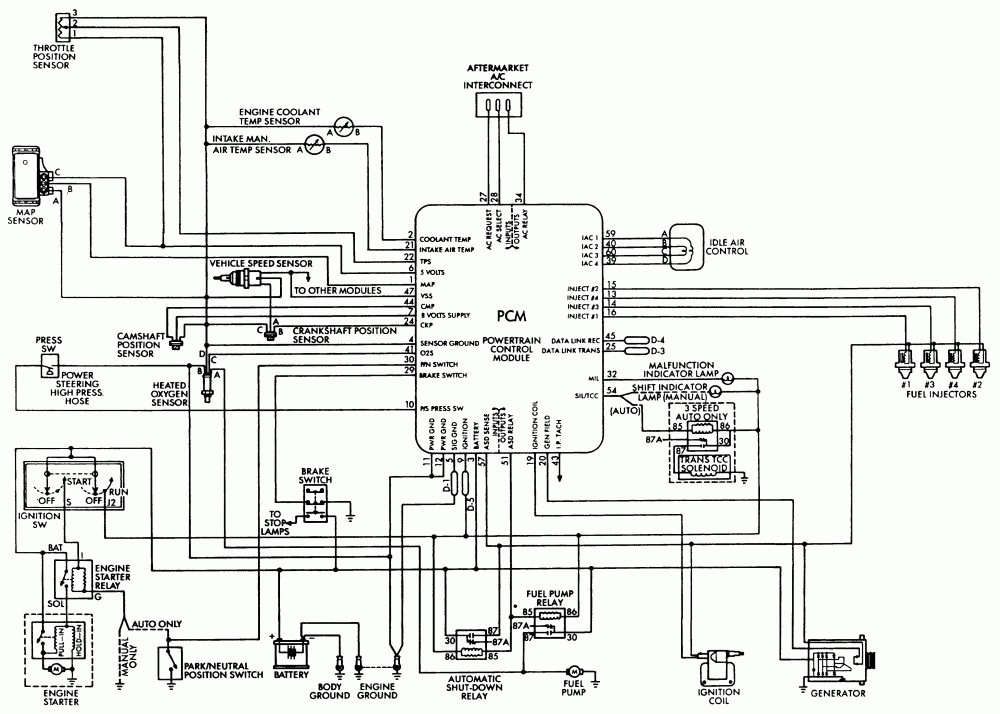 3
2
1
THROTTLE
POSITION
SENSOR
AFTERMARKET
A/C
INTERCONNECT
ENGINE COOLANT
TEMP SENSOR
A
B
INTAKE MAN.
AIR TEMP SENSOR
A
B
C
B
A
MAP
SENSOR
27
28
34
AC REQUEST
AC SELECT
INPUTS
OUTPUTS
AC RELAY
2
COOLANT TEMP
21
INTAKE AIR TEMP
22
TPS
6
5 VOLTS
1
MAP
47
VSS
44
CMP
7
8 VOLTS SUPPLY
24
CKP
4
SENSOR GROUND
41
O2S
30
P/N SWITCH
29
BRAKE SWITCH
10
P/S PRESS SW
PCM
POWERTRAIN
CONTROL
MODULE
IAC 1
59
A
IAC 2
40
B
IAC 3
60
C
IAC 4
39
D
IDLE AIR
CONTROL
INJECT #2
15
INJECT #4
13
INJECT #3
14
INJECT #1
16
DATA LINK REC
45
D-4
DATA LINK TRANS
25
D-3
MIL
32
SIL/TCC
54
MALFUNCTION
INDICATOR LAMP
SHIFT INDICATOR
LAMP (MANUAL)
(AUTO)
3 SPEED
AUTO ONLY
85
86
87A
30
87
TRANS TCC
SOLENOID
#1
#3
#4
#2
FUEL INJECTORS
VEHICLE SPEED SENSOR
TO OTHER MODULES
C
A
B
CRANKSHAFT POSITION
SENSOR
CAMSHAFT
POSITION
SENSOR
PRESS
SW
POWER
STEERING
HIGH PRESS.
HOSE
D
C
B
A
HEATED
OXYGEN
SENSOR
PWR GND
PWR GND
SIG GND
IGNITION
BATTERY
ASD SENSE
INPUTS
OUTPUTS
ASD RELAY
IGNITION COIL
GEN FIELD
I.P. TACH
11
12
5
9
3
57
51
19
20
43
D-1
D-5
BRAKE
SWITCH
TO
STOP
LAMPS
START
RUN
OFF
S
OFF
J2
IGNITION
SW
BAT
I
ENGINE
STARTER
RELAY
SOL
G
PULL-IN
HOLD-IN
M
ENGINE
STARTER
AUTO ONLY
MANUAL
ONLY
PARK/NEUTRAL
POSITION SWITCH
+
-
BATTERY
BODY
GROUND
ENGINE
GROUND
30
87
87A
86
85
AUTOMATIC
SHUT-DOWN
RELAY
FUEL PUMP
RELAY
85
86
87A
87
30
M
FUEL
PUMP
IGNITION
COIL
GENERATOR